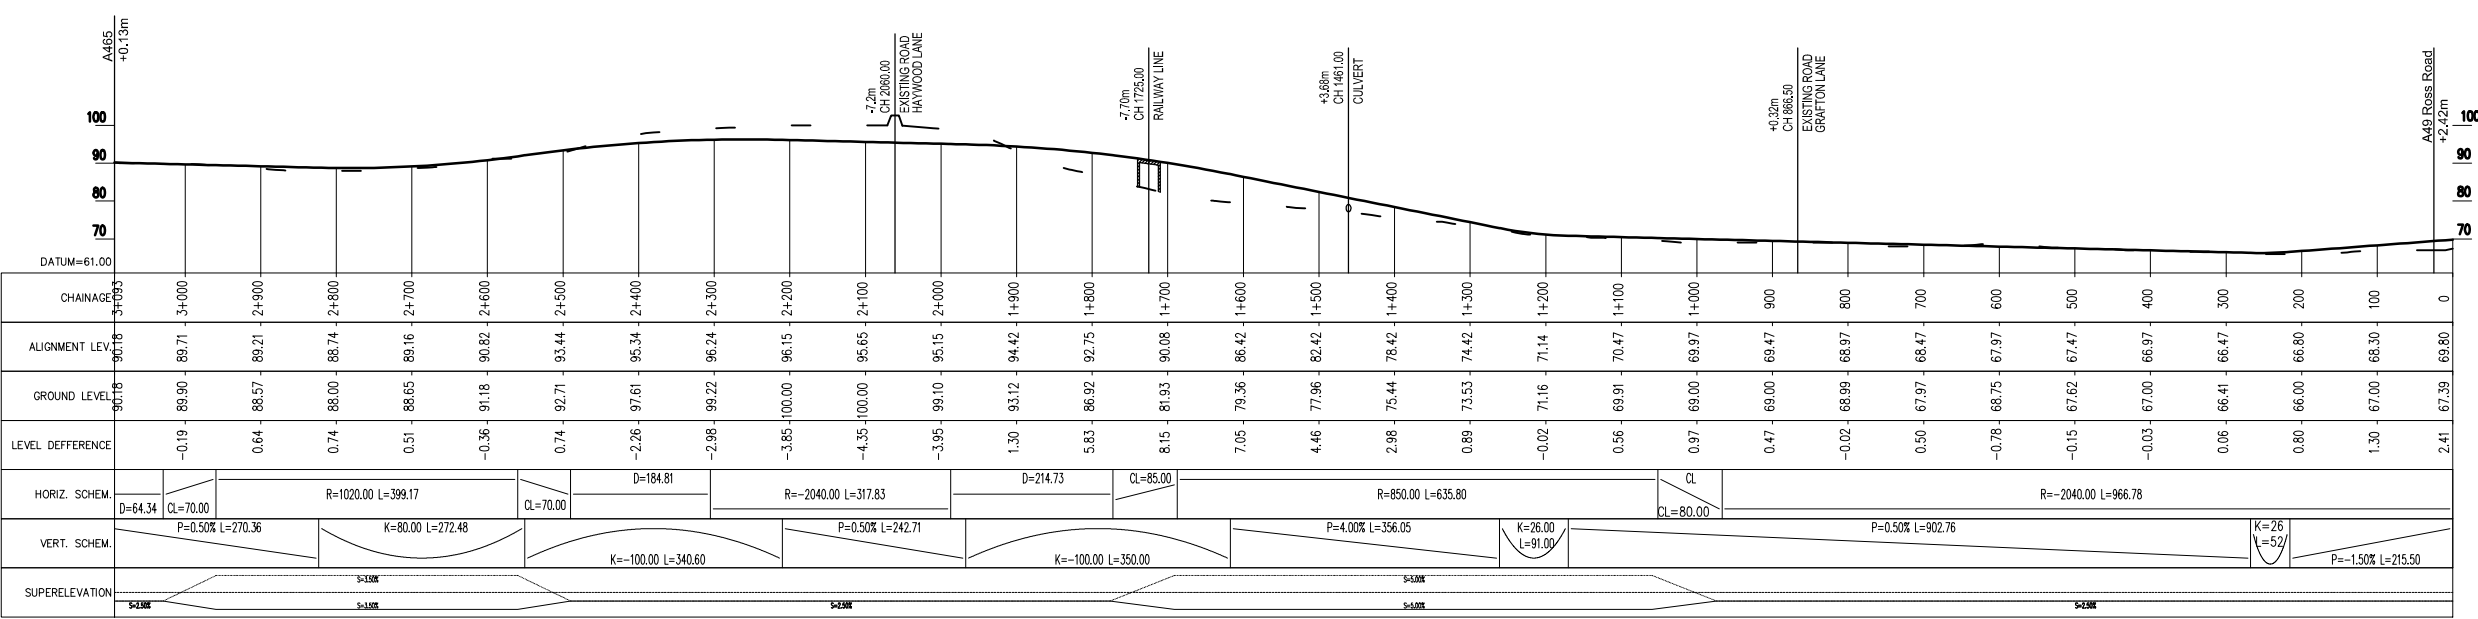 A465
+0.13m
-7.2m
CH 2060.00
EXISTING ROAD
HAYWOOD LANE
-7.70m
CH 1725.00
RAILWAY LINE
+3.68m
CH 1461.00
CULVERT
+0.32m
CH 866.50
EXISTING ROAD
GRAFTON LANE
A49 Ross Road
+2.42m
100 100
90 90
80 80
70 70
DATUM=61.00
CHAINAGE 3+093 3+000 2+900 2+800 2+700 2+600 2+500 2+400 2+300 2+200 2+100 2+000 1+900 1+800 1+700 1+600 1+500 1+400 1+300 1+200 1+100 1+000 900 800 700 600 500 400 300 200 100 0
ALIGNMENT LEV. 90.18 89.71 89.21 88.74 89.16 90.82 93.44 95.34 96.24 96.15 95.65 95.15 94.42 92.75 90.08 86.42 82.42 78.42 74.42 71.14 70.47 69.97 69.47 68.97 68.47 67.97 67.47 66.97 66.47 66.80 68.30 69.80
GROUND LEVEL 90.18 89.90 88.57 88.00 88.65 91.18 92.71 97.61 99.22 100.00 100.00 99.10 93.12 86.92 81.93 79.36 77.96 75.44 73.53 71.16 69.91 69.00 69.00 68.99 67.97 68.75 67.62 67.00 66.41 66.00 67.00 67.39
LEVEL DEFFERENCE -0.19 0.64 0.74 0.51 -0.36 0.74 -2.26 -2.98 -3.85 -4.35 -3.95 1.30 5.83 8.15 7.05 4.46 2.98 0.89 -0.02 0.56 0.97 0.47 -0.02 0.50 -0.78 -0.15 -0.03 0.06 0.80 1.30 2.41
HORIZ. SCHEM. D=64.34 CL=70.00 R=1020.00 L=399.17 CL=70.00 D=184.81 R=-2040.00 L=317.83 D=214.73 CL=85.00 R=850.00 L=635.80 CL CL=80.00 R=-2040.00 L=966.78
VERT. SCHEM. P=0.50% L=270.36 K=80.00 L=272.48 K=-100.00 L=340.60 P=0.50% L=242.71 K=-100.00 L=350.00 P=4.00% L=356.05 K=26.00 L=91.00 P=0.50% L=902.76 K=26 L=52 P=-1.50% L=215.50
SUPERELEVATION S=2.50% S=3.50% S=3.50% S=2.50% S=5.00% S=5.00% S=2.50%